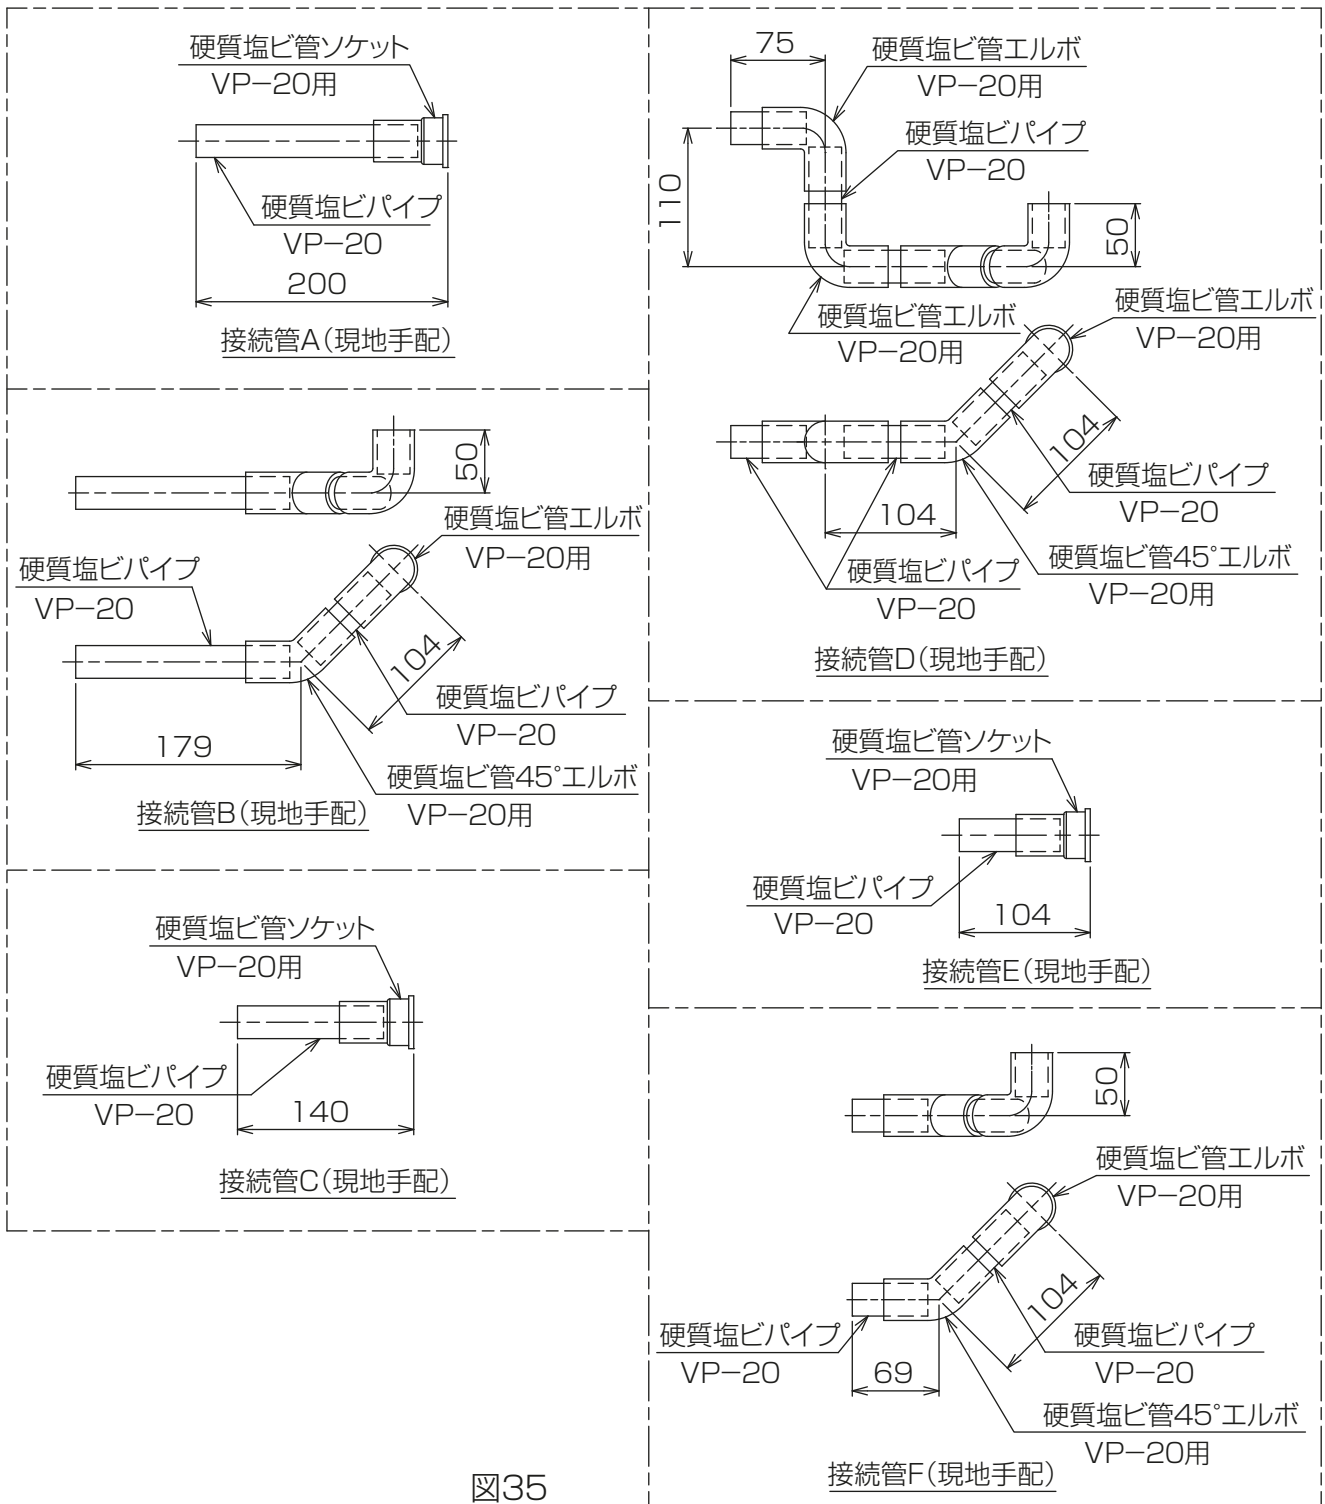 硬質塩ビ管ソケット
VP−20用
硬質塩ビパイプ
VP−20
200
接続管A(現地手配)
50
硬質塩ビ管エルボ
VP−20用
硬質塩ビパイプ
VP−20
104
硬質塩ビパイプ
VP−20
179
硬質塩ビ管45°エルボ
VP−20用
接続管B(現地手配)
硬質塩ビ管ソケット
VP−20用
硬質塩ビパイプ
VP−20
140
接続管C(現地手配)
75
硬質塩ビ管エルボ
VP−20用
硬質塩ビパイプ
VP−20
110
50
硬質塩ビ管エルボ
VP−20用
硬質塩ビ管エルボ
VP−20用
104
硬質塩ビパイプ
VP−20
104
硬質塩ビパイプ
VP−20
硬質塩ビ管45°エルボ
VP−20用
接続管D(現地手配)
硬質塩ビ管ソケット
VP−20用
硬質塩ビパイプ
VP−20
104
接続管E(現地手配)
50
硬質塩ビ管エルボ
VP−20用
104
硬質塩ビパイプ
VP−20
69
硬質塩ビパイプ
VP−20
硬質塩ビ管45°エルボ
VP−20用
接続管F(現地手配)
図35